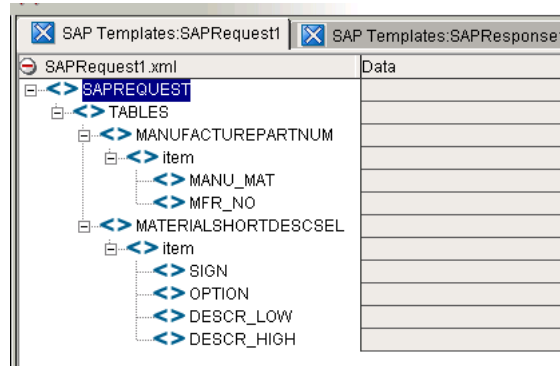 SAP Templates:SAPRequest1 SAP Templates:SAPResponse1
SAPRequest1.xml Data
SAPREQUEST
TABLES
MANUFACTUREPARTNUM
item
MANU_MAT
MFR_NO
MATERIALSHORTDESCSEL
item
SIGN
OPTION
DESCR_LOW
DESCR_HIGH